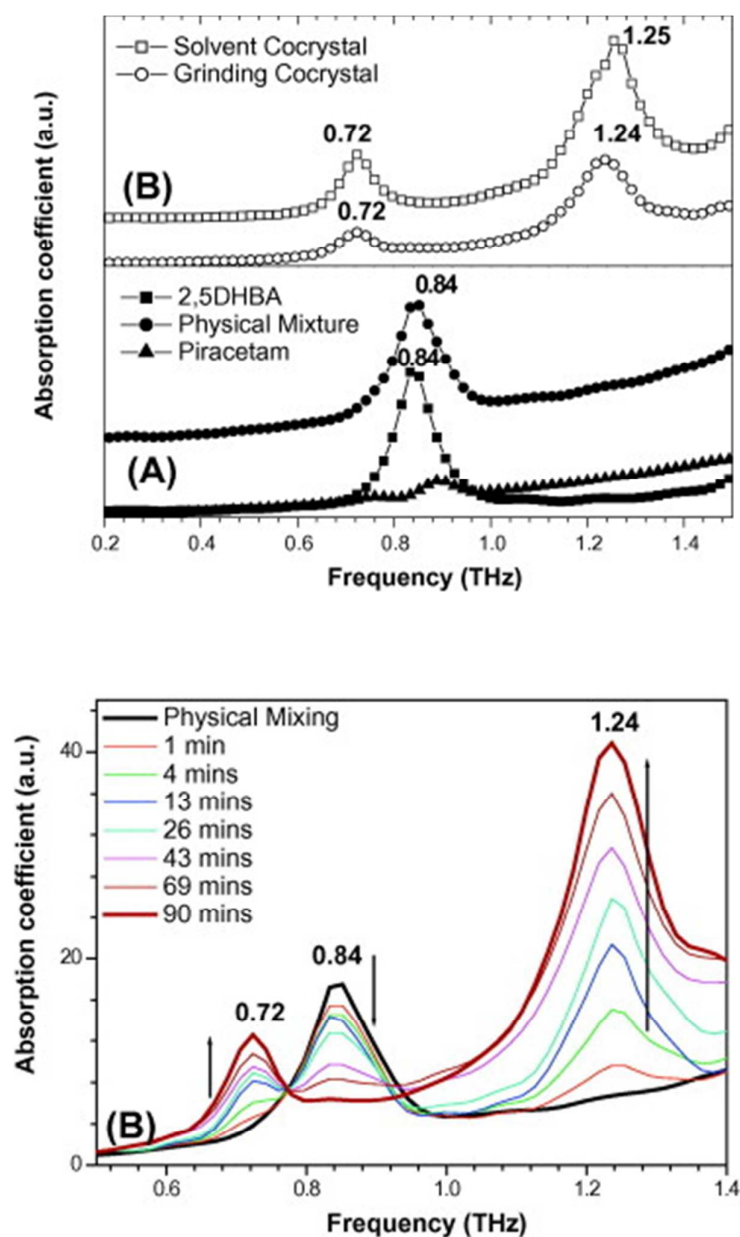 Solvent Cocrystal
Grinding Cocrystal
1.25
0.72
1.24
(B)
0.72
2,5DHBA
Physical Mixture
Piracetam
0.84
0.84
(A)
Absorption coefficient (a.u.)
0.2 0.4 0.6 0.8 1.0 1.2 1.4
Frequency (THz)
Physical Mixing
1 min
4 mins
13 mins
26 mins
43 mins
69 mins
90 mins
1.24
0.84
0.72
(B)
40
20
0
Absorption coefficient (a.u.)
0.6 0.8 1.0 1.2 1.4
Frequency (THz)